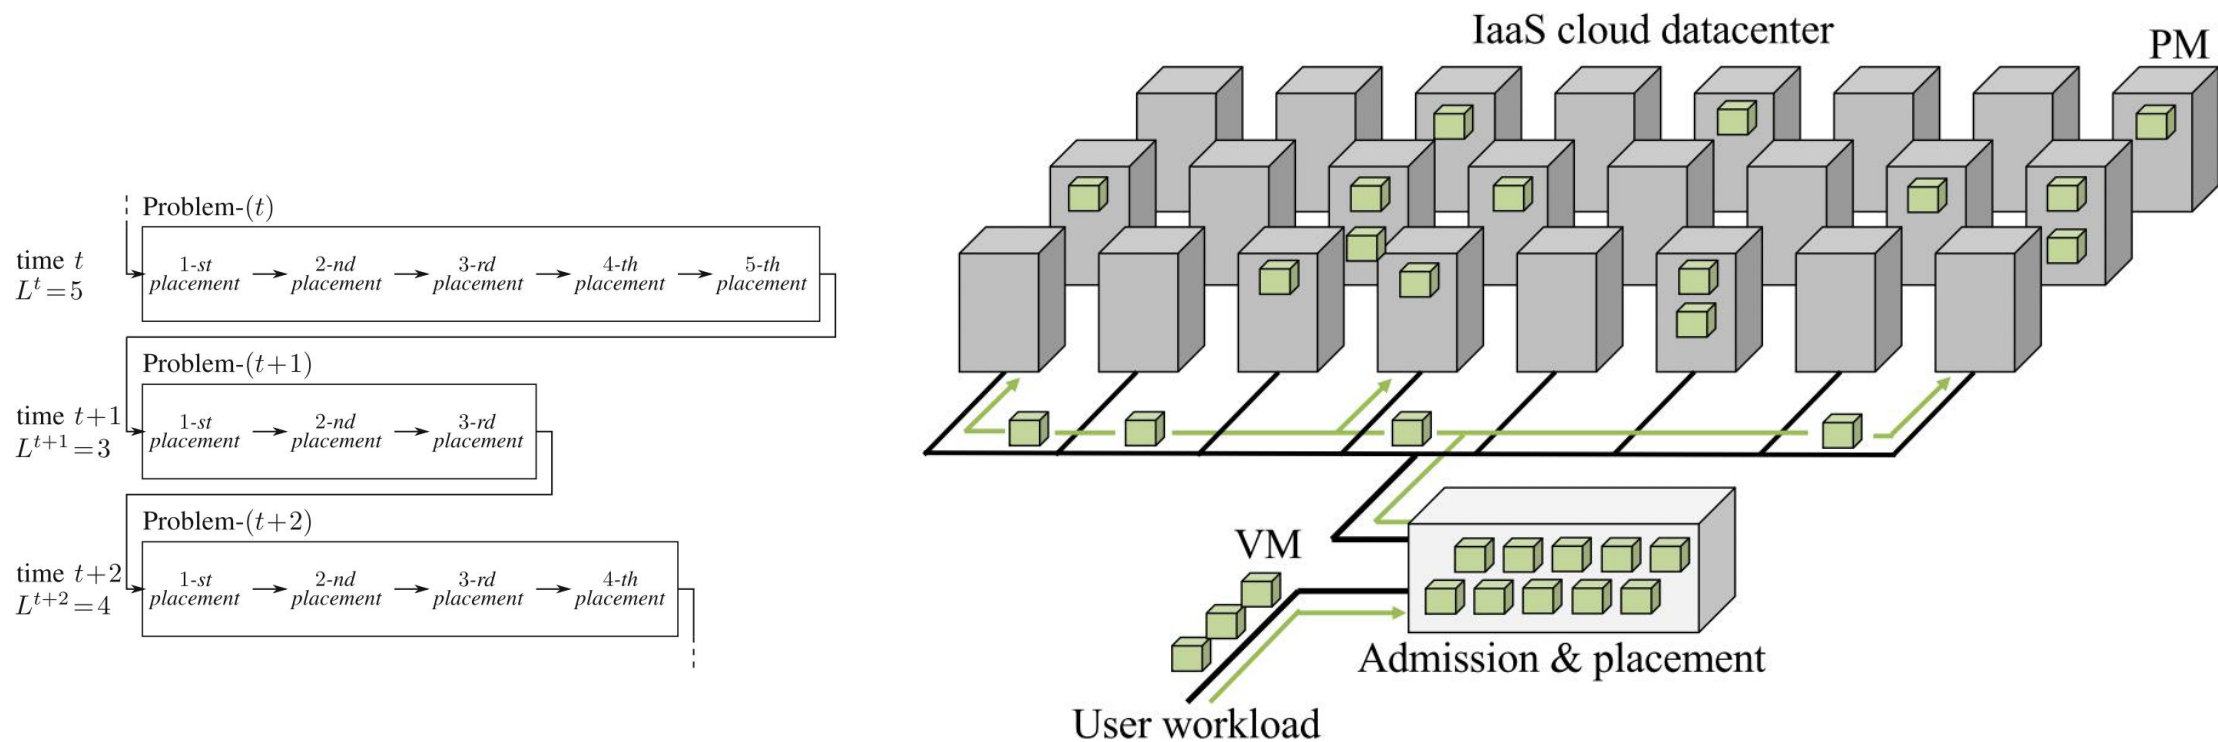 Problem-(t)
time t
L^t=5
1-st placement
2-nd placement
3-rd placement
4-th placement
5-th placement
Problem-(t+1)
time t+1
L^{t+1}=3
1-st placement
2-nd placement
3-rd placement
Problem-(t+2)
time t+2
L^{t+2}=4
1-st placement
2-nd placement
3-rd placement
4-th placement
IaaS cloud datacenter
PM
VM
Admission & placement
User workload